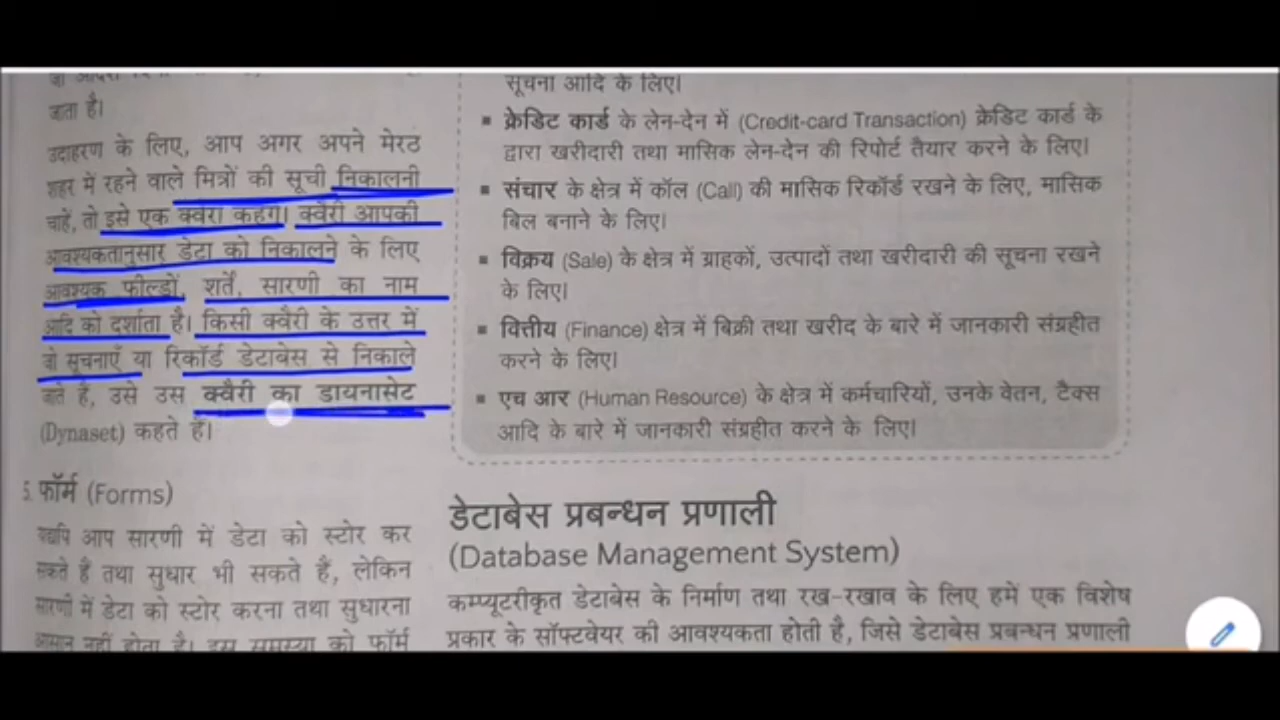 जाता है।
उदाहरण के लिए, आप अगर अपने मेरठ
शहर में रहने वाले मित्रों की सूची निकालनी
चाहें, तो इसे एक क्वैरी कहेंगे। क्वैरी आपकी
आवश्यकतानुसार डेटा को निकालने के लिए
आवश्यक फील्डों, शर्तें, सारणी का नाम
आदि को दर्शाता है। किसी क्वैरी के उत्तर में
जो सूचनाएँ या रिकॉर्ड डेटाबेस से निकाले
जाते है, उसे उस क्वैरी का डायनासेट
(Dynaset) कहते हैं।
5. फॉर्म (Forms)
यद्यपि आप सारणी में डेटा को स्टोर कर
सकते हैं तथा सुधार भी सकते हैं, लेकिन
सारणी में डेटा को स्टोर करना तथा सुधारना
आसान नहीं होता है। इस समस्या को फॉर्म
सूचना आदि के लिए।
▪ क्रेडिट कार्ड के लेन-देन में (Credit-card Transaction) क्रेडिट कार्ड के
द्वारा खरीदारी तथा मासिक लेन-देन की रिपोर्ट तैयार करने के लिए।
▪ संचार के क्षेत्र में कॉल (Call) की मासिक रिकॉर्ड रखने के लिए, मासिक
बिल बनाने के लिए।
▪ विक्रय (Sale) के क्षेत्र में ग्राहकों, उत्पादों तथा खरीदारी की सूचना रखने
के लिए।
▪ वित्तीय (Finance) क्षेत्र में बिक्री तथा खरीद के बारे में जानकारी संग्रहीत
करने के लिए।
▪ एच आर (Human Resource) के क्षेत्र में कर्मचारियों, उनके वेतन, टैक्स
आदि के बारे में जानकारी संग्रहीत करने के लिए।
डेटाबेस प्रबन्धन प्रणाली
(Database Management System)
कम्प्यूटरीकृत डेटाबेस के निर्माण तथा रख-रखाव के लिए हमें एक विशेष
प्रकार के सॉफ्टवेयर की आवश्यकता होती है, जिसे डेटाबेस प्रबन्धन प्रणाली